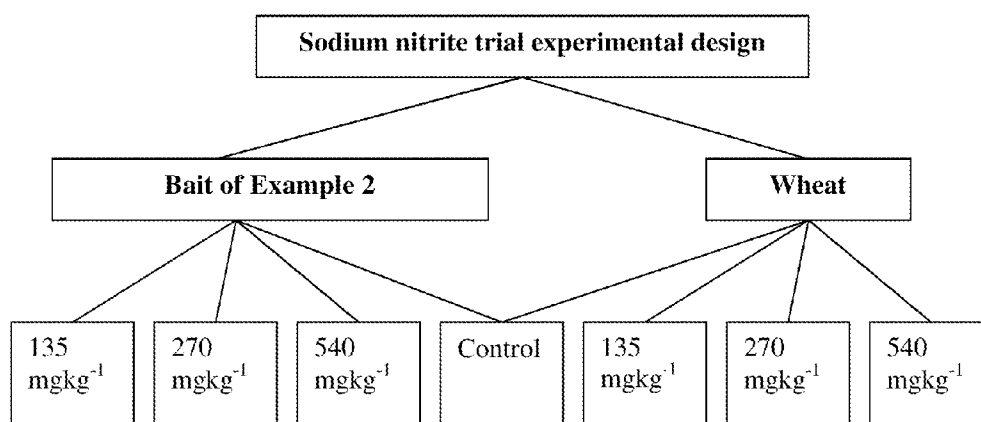 Sodium nitrite trial experimental design
Bait of Example 2
Wheat
135
mgkg⁻¹
270
mgkg⁻¹
540
mgkg⁻¹
Control
135
mgkg⁻¹
270
mgkg⁻¹
540
mgkg⁻¹